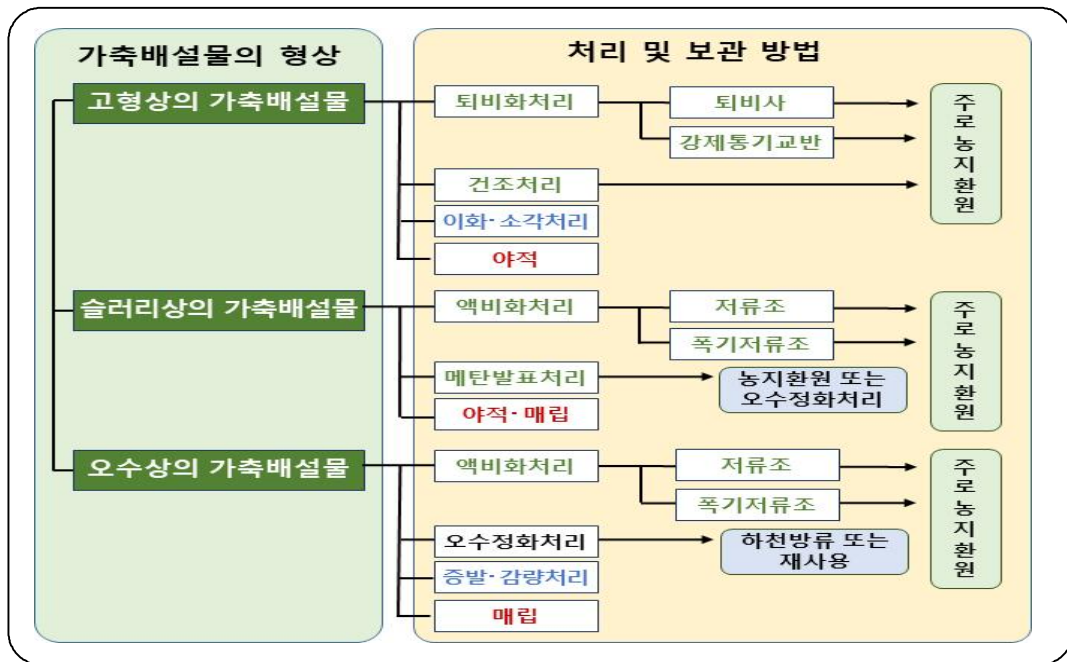 가축배설물의 형상
처리 및 보관 방법
고형상의 가축배설물
퇴비화처리
퇴비사
강제통기교반
건조처리
이화·소각처리
야적
주로농지환원
슬러리상의 가축배설물
액비화처리
저류조
폭기저류조
메탄발표처리
농지환원 또는
오수정화처리
야적·매립
주로농지환원
오수상의 가축배설물
액비화처리
저류조
폭기저류조
오수정화처리
하천방류 또는
재사용
증발·감량처리
매립
주로농지환원